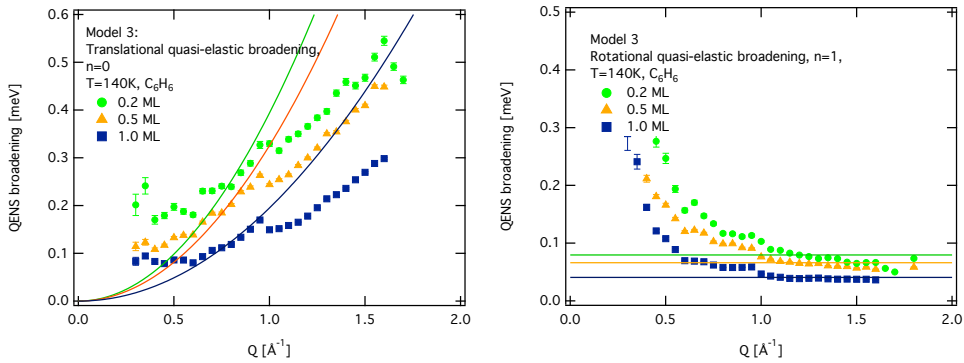 Model 3:
Translational quasi-elastic broadening,
n=0
T=140K, C₆H₆
0.2 ML
0.5 ML
1.0 ML
QENS broadening [meV]
0.6
0.5
0.4
0.3
0.2
0.1
0.0
0.0 0.5 1.0 1.5 2.0
Q [Å⁻¹]
Model 3
Rotational quasi-elastic broadening, n=1,
T=140K, C₆H₆
0.2 ML
0.5 ML
1.0 ML
QENS broadening [meV]
0.5
0.4
0.3
0.2
0.1
0.0
0.0 0.5 1.0 1.5 2.0
Q [Å⁻¹]